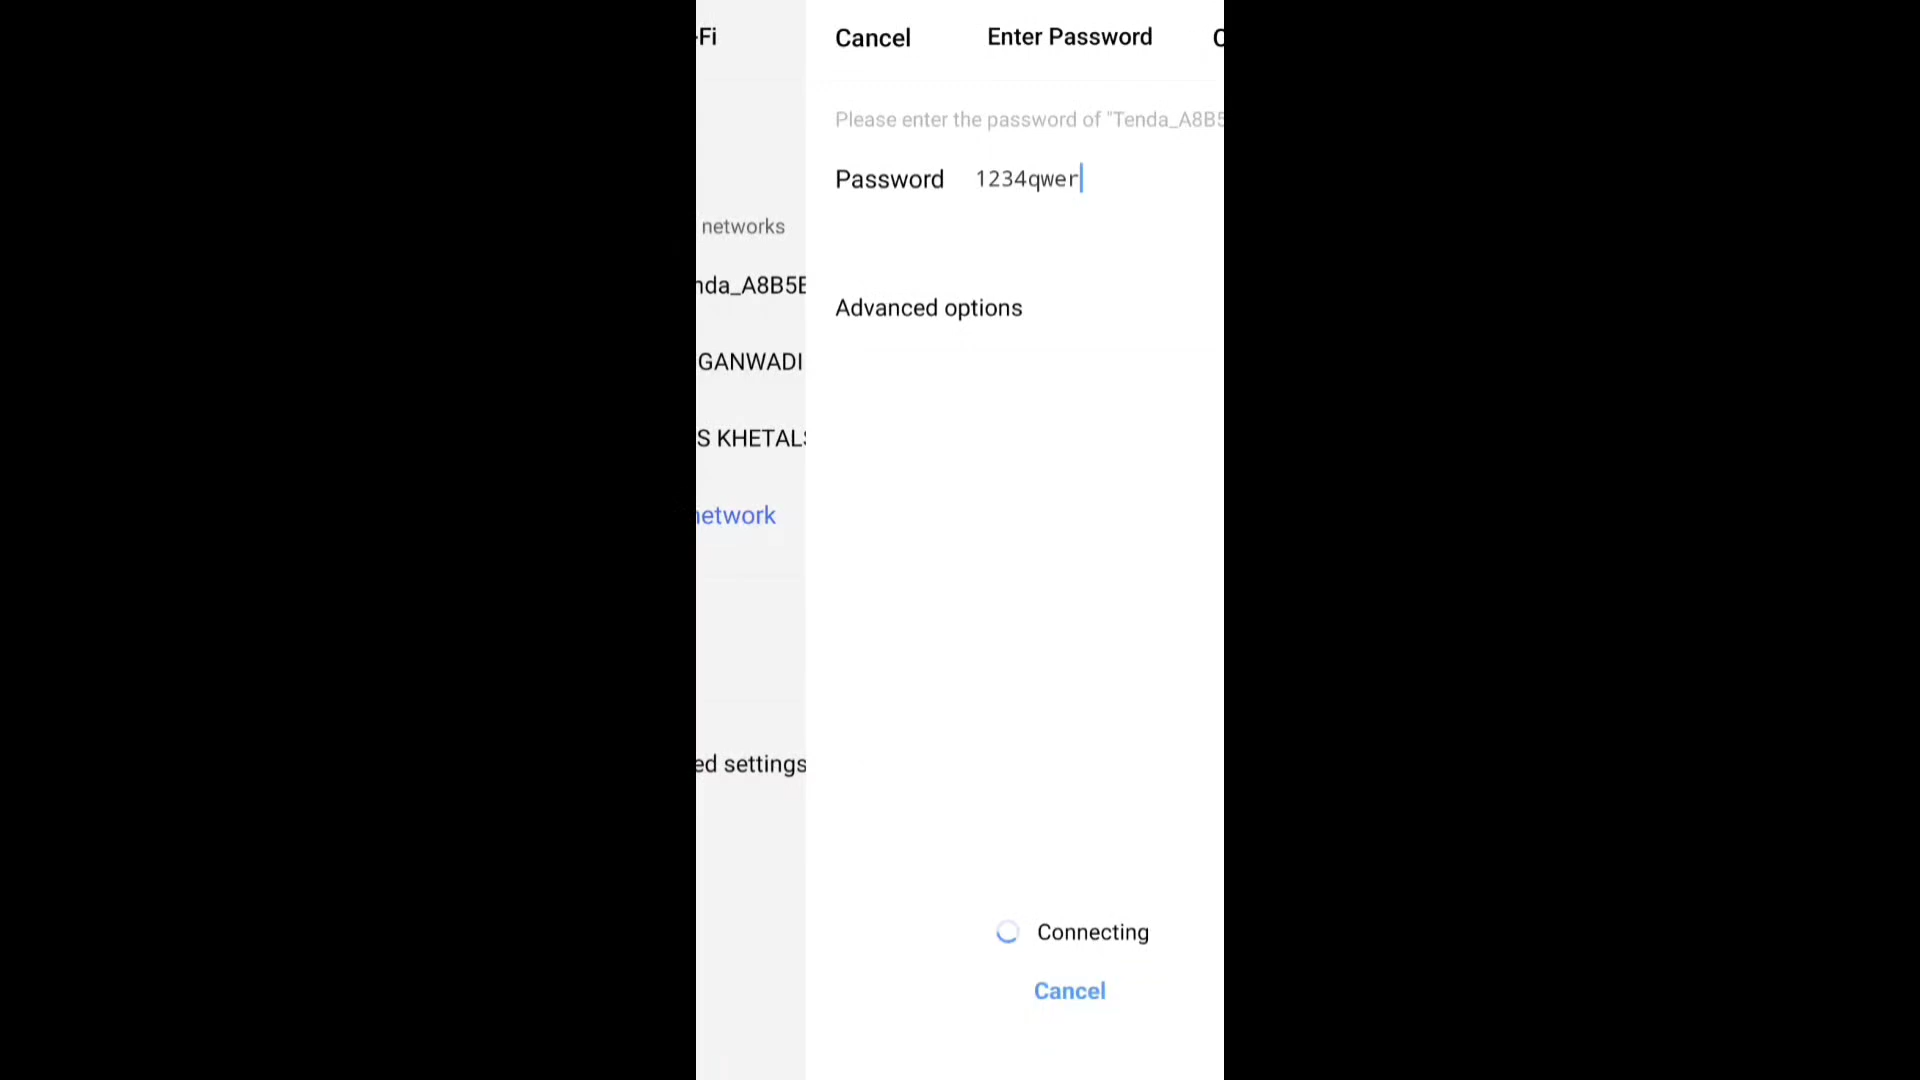 -Fi
Cancel
Enter Password
Please enter the password of "Tenda_A8B5
Password
1234qwer
networks
nda_A8B5E
Advanced options
GANWADI
S KHETALS
network
ed settings
Connecting
Cancel